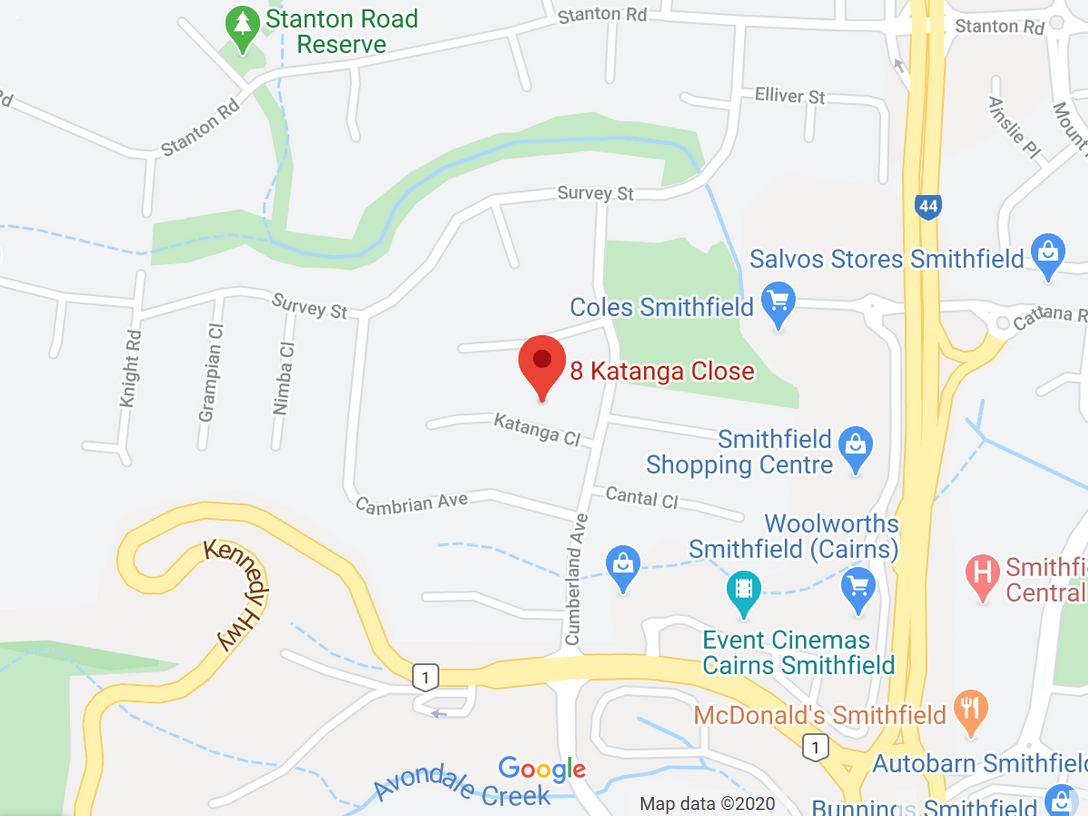 Stanton Road
Reserve
Stanton Rd
Stanton Rd
Rd
Stanton Rd
Elliver St
Ainslie Pl
Mount
Survey St
44
Salvos Stores Smithfield
Coles Smithfield
Survey St
Cattana R
Knight Rd
Grampian Cl
Nimba Cl
8 Katanga Close
Katanga Cl
Smithfield
Shopping Centre
Cambrian Ave
Cantal Cl
Woolworths
Smithfield (Cairns)
Kennedy Hwy
Cumberland Ave
H
Smithfi
Central
Event Cinemas
Cairns Smithfield
1
McDonald's Smithfield
1
Autobarn Smithfield
Google
Avondale Creek
Map data ©2020
Bunnings Smithfield